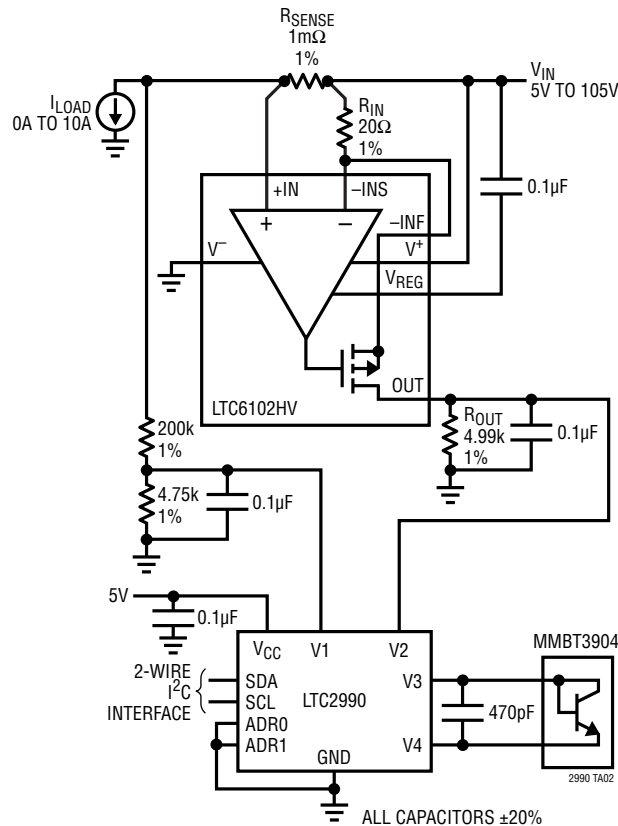 RSENSE
1mΩ
1%
VIN
5V TO 105V
ILOAD
0A TO 10A
RIN
20Ω
1%
0.1µF
+IN
–INS
+
–
–INF
V–
V+
VREG
OUT
LTC6102HV
200k
1%
ROUT
4.99k
1%
0.1µF
4.75k
1%
0.1µF
5V
0.1µF
VCC
V1
V2
MMBT3904
2-WIRE
I2C
INTERFACE
SDA
SCL
ADR0
ADR1
LTC2990
V3
V4
470pF
GND
2990 TA02
ALL CAPACITORS ±20%